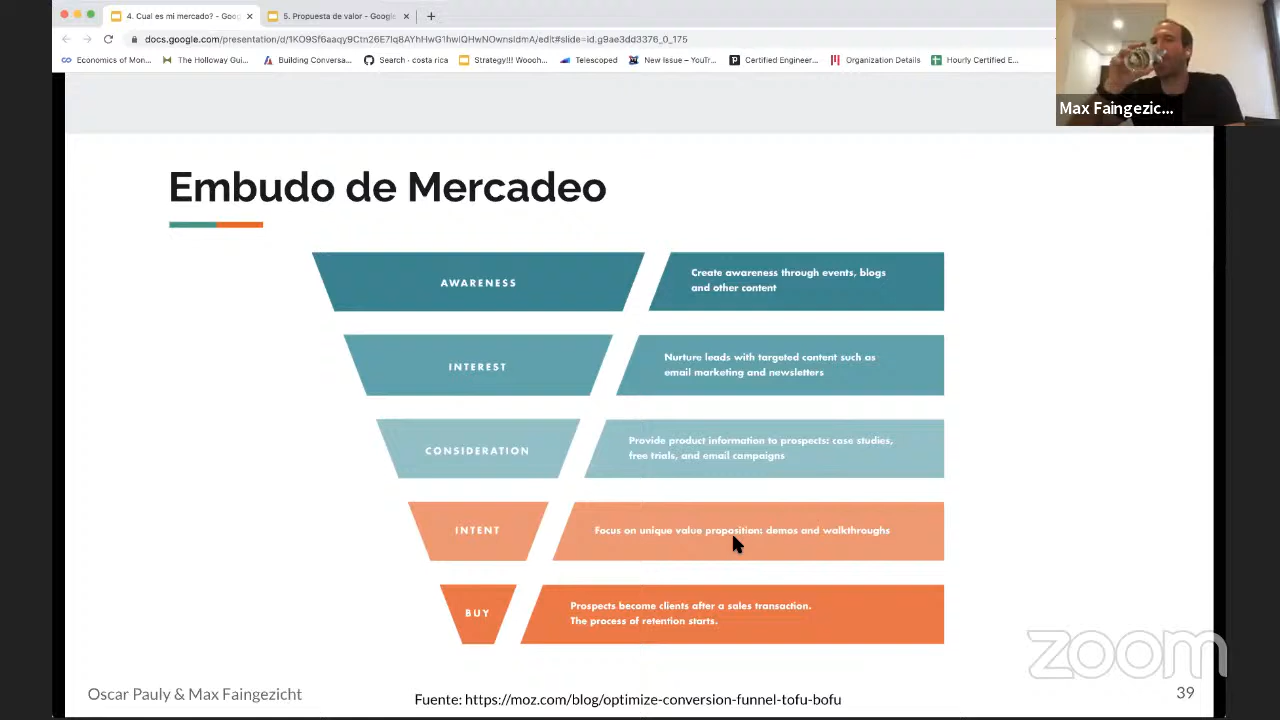 4. Cual es mi mercado? - Goog
5. Propuesta de valor - Google
docs.google.com/presentation/d/1KO9Sf6aaqy9Ctn26E7lq8AYhHwG1hwlQHwNOwnsIdmA/edit#slide=id.g9ae3dd3376_0_175
Economics of Mon...
The Holloway Gui...
Building Conversa...
Search · costa rica
Strategy!!! Woooh...
Telescoped
New Issue – YouTr...
Certified Engineer...
Organization Details
Hourly Certified E...
Max Faingezic...
Embudo de Mercadeo
AWARENESS
Create awareness through events, blogs
and other content
INTEREST
Nurture leads with targeted content such as
email marketing and newsletters
CONSIDERATION
Provide product information to prospects: case studies,
free trials, and email campaigns
INTENT
Focus on unique value proposition: demos and walkthroughs
BUY
Prospects become clients after a sales transaction.
The process of retention starts.
zoom
Oscar Pauly & Max Faingezicht
Fuente: https://moz.com/blog/optimize-conversion-funnel-tofu-bofu
39